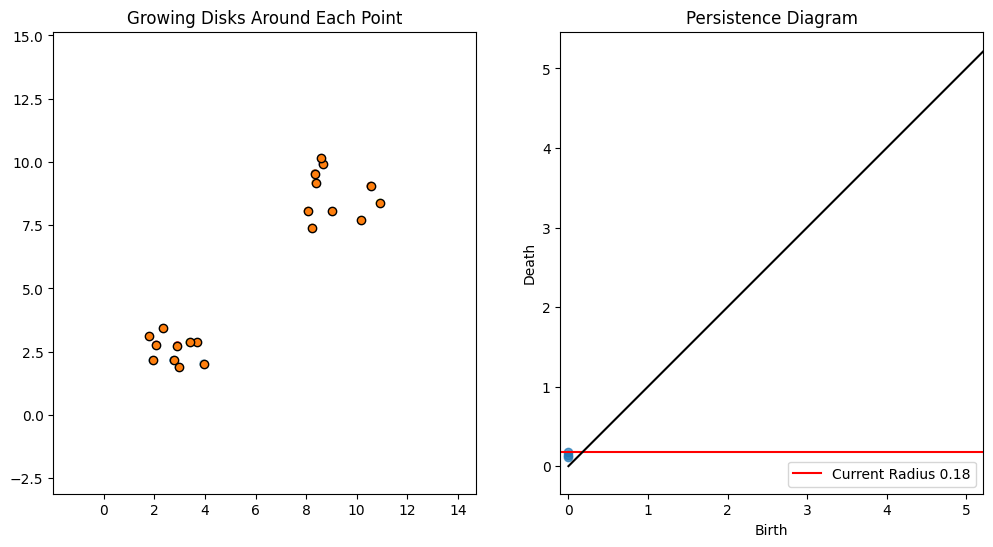 Growing Disks Around Each Point
15.0
12.5
10.0
7.5
5.0
2.5
0.0
−2.5
0 2 4 6 8 10 12 14
Persistence Diagram
Death
5
4
3
2
1
0
0 1 2 3 4 5
Birth
Current Radius 0.18